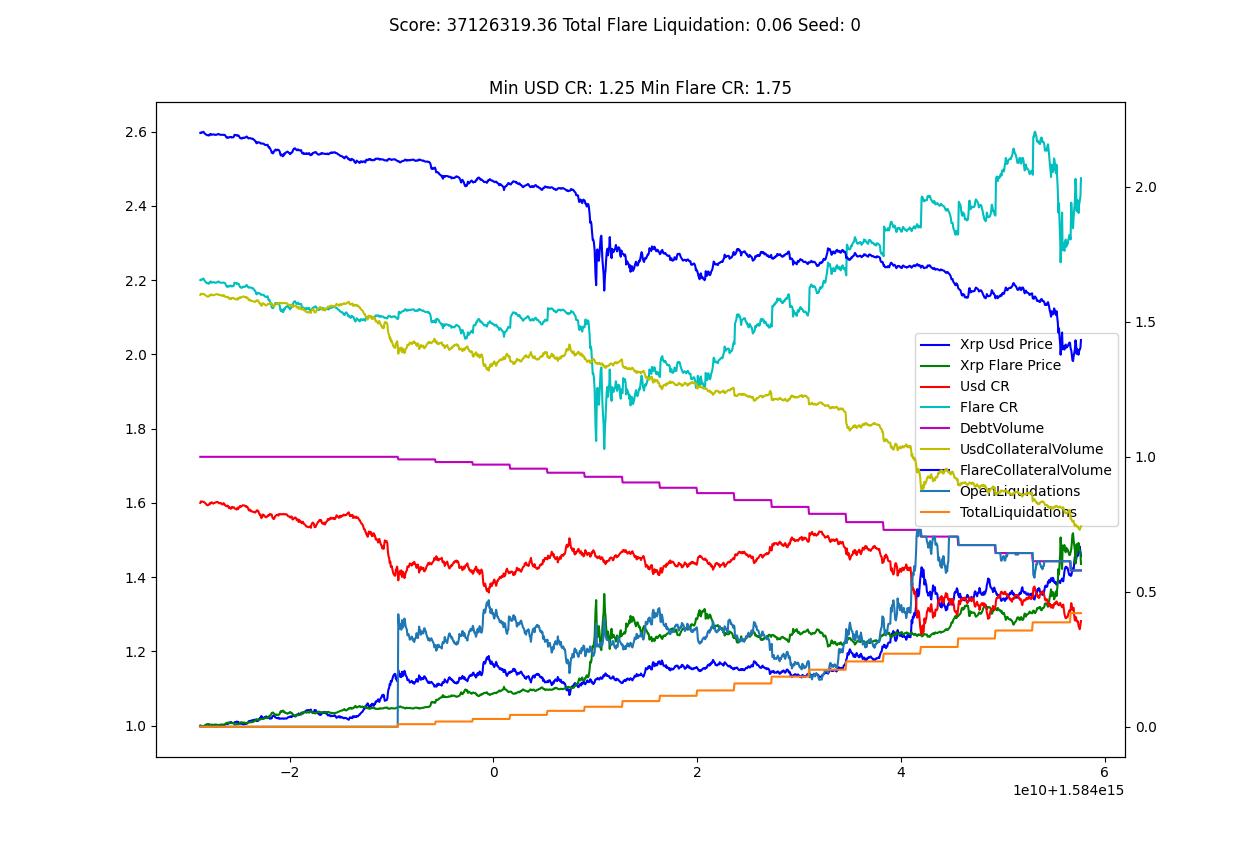 Score: 37126319.36 Total Flare Liquidation: 0.06 Seed: 0
Min USD CR: 1.25 Min Flare CR: 1.75
2.6
2.4
2.2
2.0
1.8
1.6
1.4
1.2
1.0
2.0
1.5
1.0
0.5
0.0
Xrp Usd Price
Xrp Flare Price
Usd CR
Flare CR
DebtVolume
UsdCollateralVolume
FlareCollateralVolume
OpenLiquidations
TotalLiquidations
−2 0 2 4 6
1e10+1.584e15